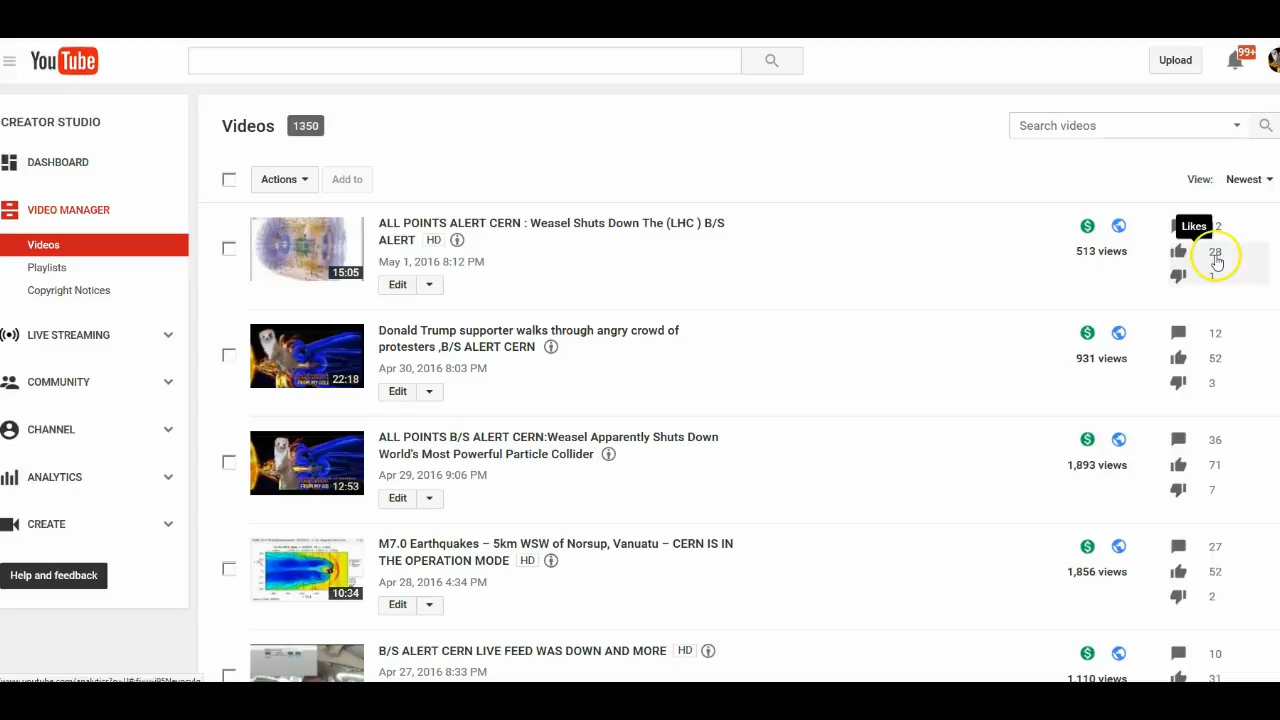 YouTube
Upload
99+
CREATOR STUDIO
DASHBOARD
VIDEO MANAGER
Videos
Playlists
Copyright Notices
LIVE STREAMING
COMMUNITY
CHANNEL
ANALYTICS
CREATE
Help and feedback
Videos 1350
Search videos
Actions Add to
View: Newest
ALL POINTS ALERT CERN : Weasel Shuts Down The (LHC ) B/S
ALERT HD
May 1, 2016 8:12 PM
Edit
15:05
513 views
Likes 2
28
1
Donald Trump supporter walks through angry crowd of
protesters ,B/S ALERT CERN
Apr 30, 2016 8:03 PM
Edit
22:18
931 views
12
52
3
ALL POINTS B/S ALERT CERN:Weasel Apparently Shuts Down
World's Most Powerful Particle Collider
Apr 29, 2016 9:06 PM
Edit
12:53
1,893 views
36
71
7
M7.0 Earthquakes – 5km WSW of Norsup, Vanuatu – CERN IS IN
THE OPERATION MODE HD
Apr 28, 2016 4:34 PM
Edit
10:34
1,856 views
27
52
2
B/S ALERT CERN LIVE FEED WAS DOWN AND MORE HD
Apr 27, 2016 8:33 PM
1,110 views
10
31